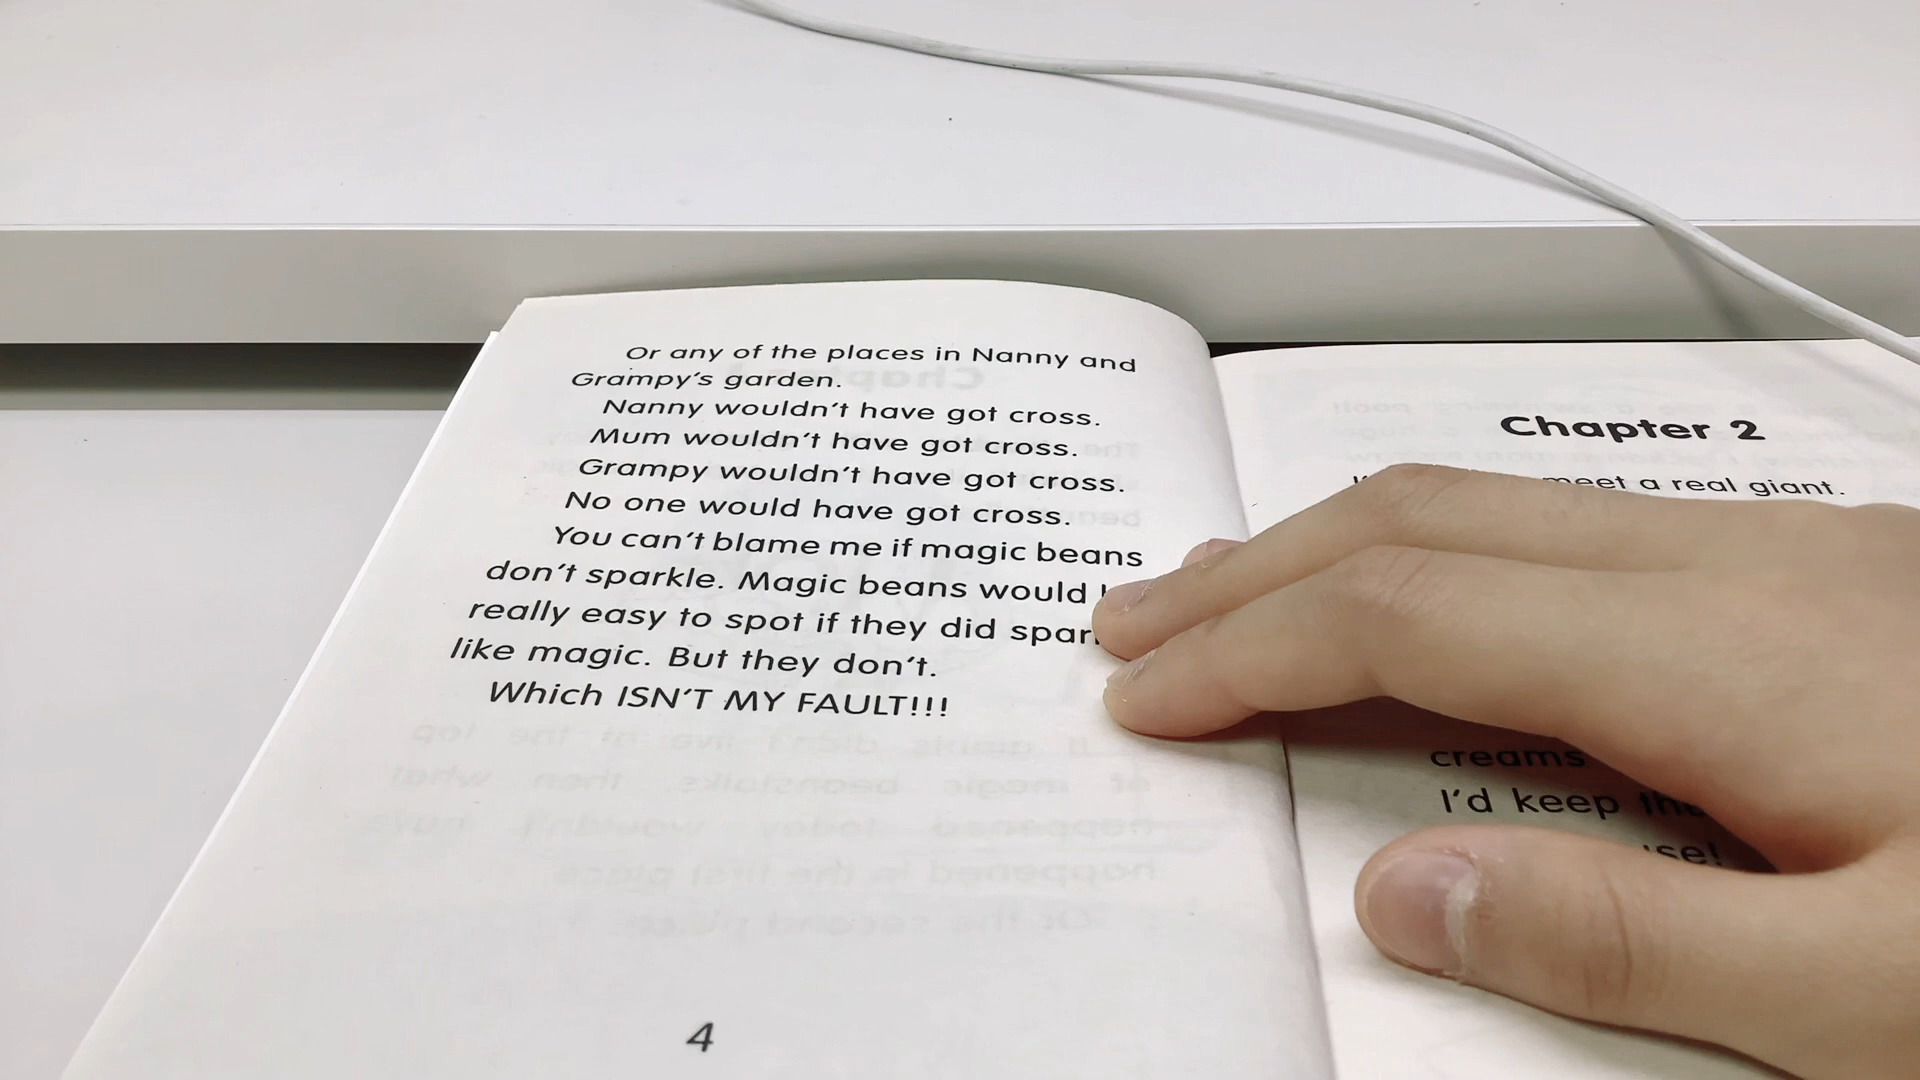 Or any of the places in Nanny and
Grampy's garden.
Nanny wouldn't have got cross.
Mum wouldn't have got cross.
Grampy wouldn't have got cross.
No one would have got cross.
You can't blame me if magic beans
don't sparkle. Magic beans would
really easy to spot if they did
like magic. But they don't.
Which ISN'T MY FAULT!!!
4
Chapter 2
meet a real giant.
creams
I'd keep